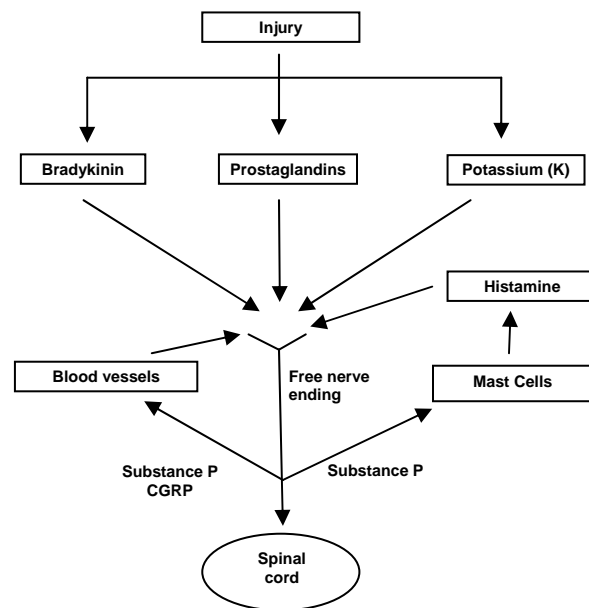 Injury
Bradykinin
Prostaglandins
Potassium (K)
Histamine
Blood vessels
Free nerve
ending
Mast Cells
Substance P
CGRP
Substance P
Spinal
cord